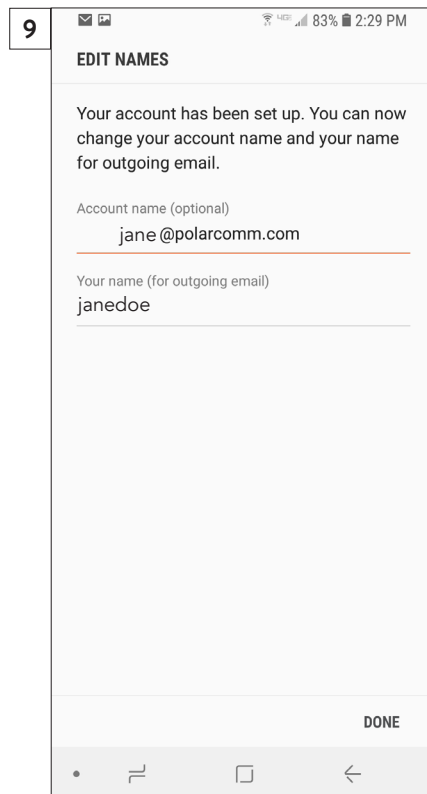 9
4GE 83% 2:29 PM
EDIT NAMES
Your account has been set up. You can now
change your account name and your name
for outgoing email.
Account name (optional)
jane@polarcomm.com
Your name (for outgoing email)
janedoe
DONE